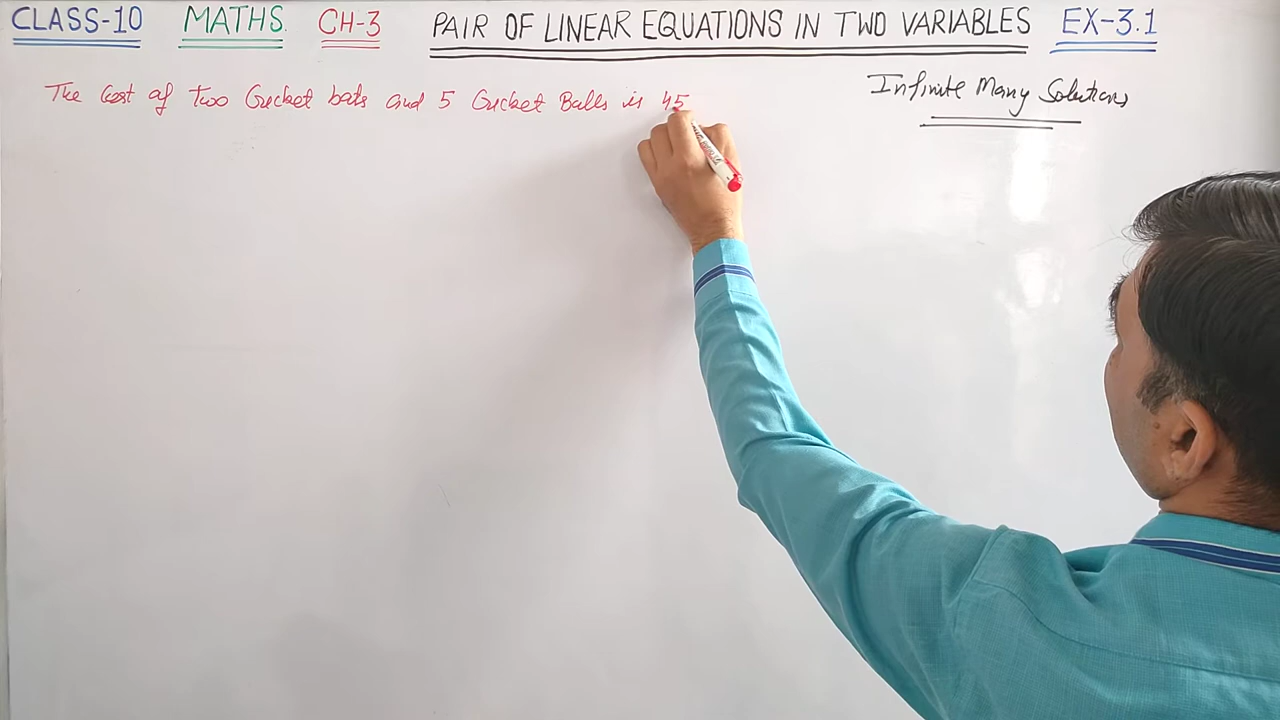 CLASS-10 MATHS. CH-3 PAIR OF LINEAR EQUATIONS IN TWO VARIABLES EX-3.1
The Cost of Two Cricket bats and 5 Cricket Balls is 45
Infinite Many Solutions